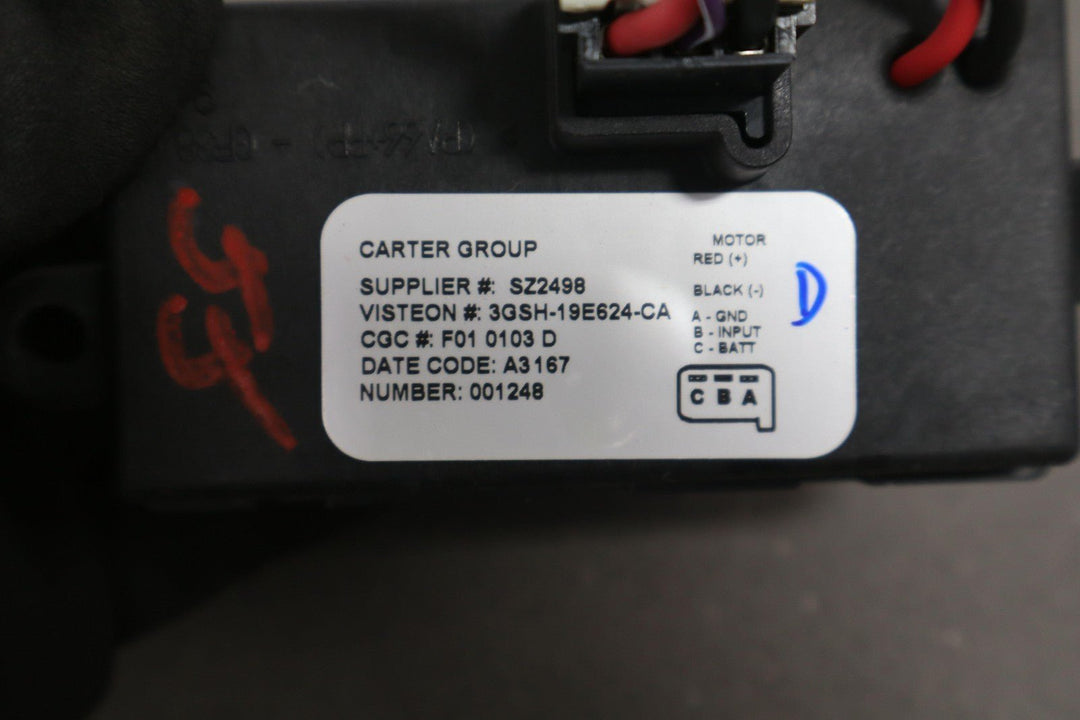 CARTER GROUP
SUPPLIER #: SZ2498
VISTEON #: 3GSH-19E624-CA
CGC #: F01 0103 D
DATE CODE: A3167
NUMBER: 001248
MOTOR
RED (+)
BLACK (-)
A - GND
B - INPUT
C - BATT
C B A
D